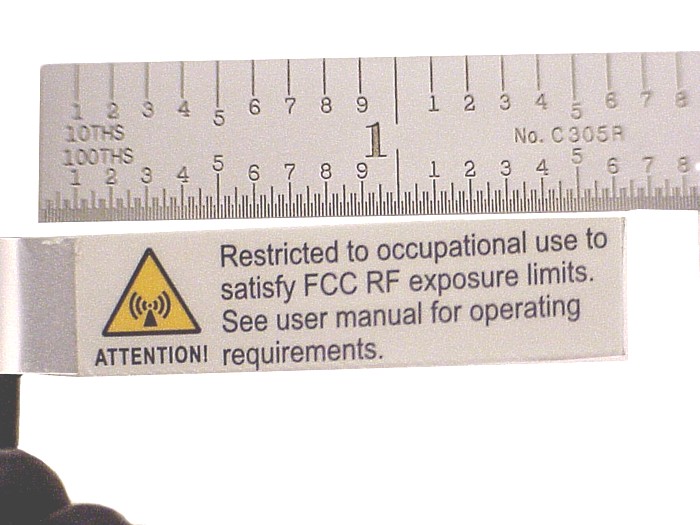 1 2 3 4 5 6 7 8 9 1 2 3 4 5 6 7 8
10THS
1
No. C305R
100THS
1 2 3 4 5 6 7 8 9 1 2 3 4 5 6 7 8
Restricted to occupational use to
satisfy FCC RF exposure limits.
See user manual for operating
ATTENTION! requirements.